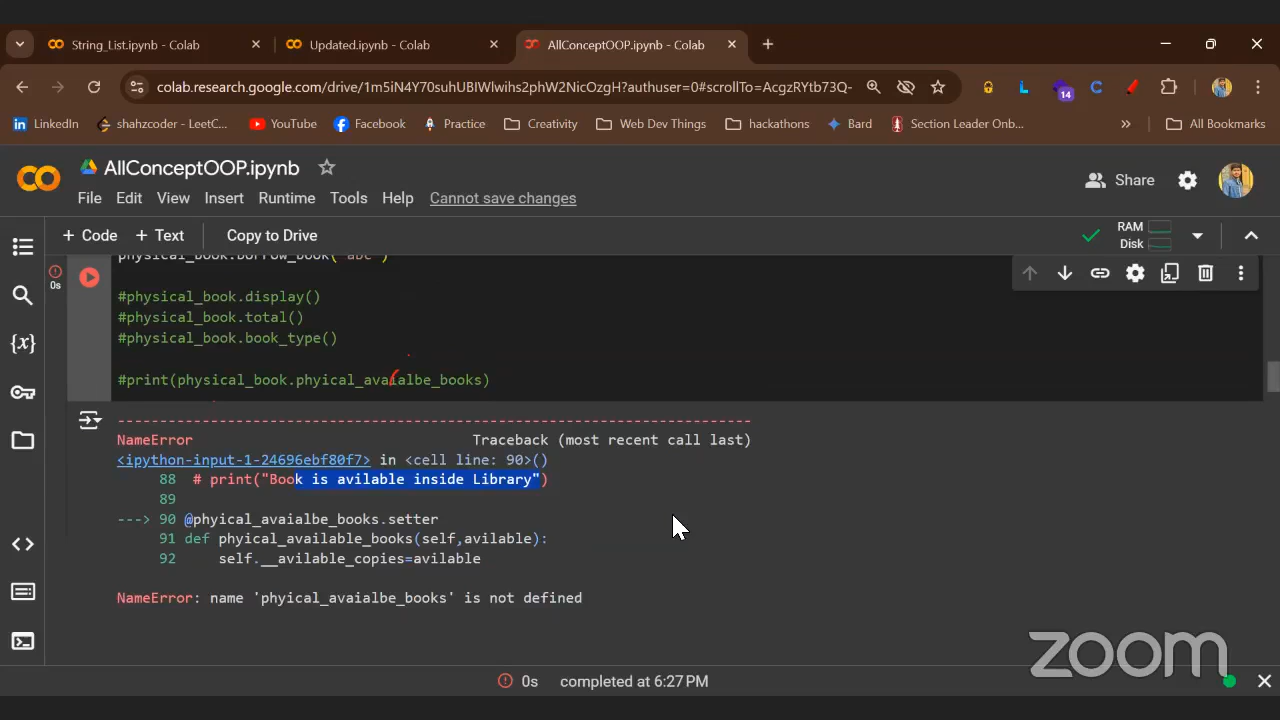 String_List.ipynb - Colab
Updated.ipynb - Colab
AllConceptOOP.ipynb - Colab
colab.research.google.com/drive/1m5iN4Y70suhUBIWlwihs2phW2NicOzgH?authuser=0#scrollTo=AcgzRYtb73Q-
14
LinkedIn
shahzcoder - LeetC...
YouTube
Facebook
Practice
Creativity
Web Dev Things
hackathons
Bard
Section Leader Onb...
All Bookmarks
AllConceptOOP.ipynb
File Edit View Insert Runtime Tools Help Cannot save changes
Share
+ Code + Text Copy to Drive
RAM
Disk
0s
physical_book.borrow_book("abc")
#physical_book.display()
#physical_book.total()
#physical_book.book_type()
#print(physical_book.phyical_avaialbe_books)
---------------------------------------------------------------------------
NameError Traceback (most recent call last)
<ipython-input-1-24696ebf80f7> in <cell line: 90>()
88 # print("Book is avilable inside Library")
89
---> 90 @phyical_avaialbe_books.setter
91 def phyical_available_books(self,avilable):
92 self.__avilable_copies=avilable
NameError: name 'phyical_avaialbe_books' is not defined
0s completed at 6:27 PM
zoom